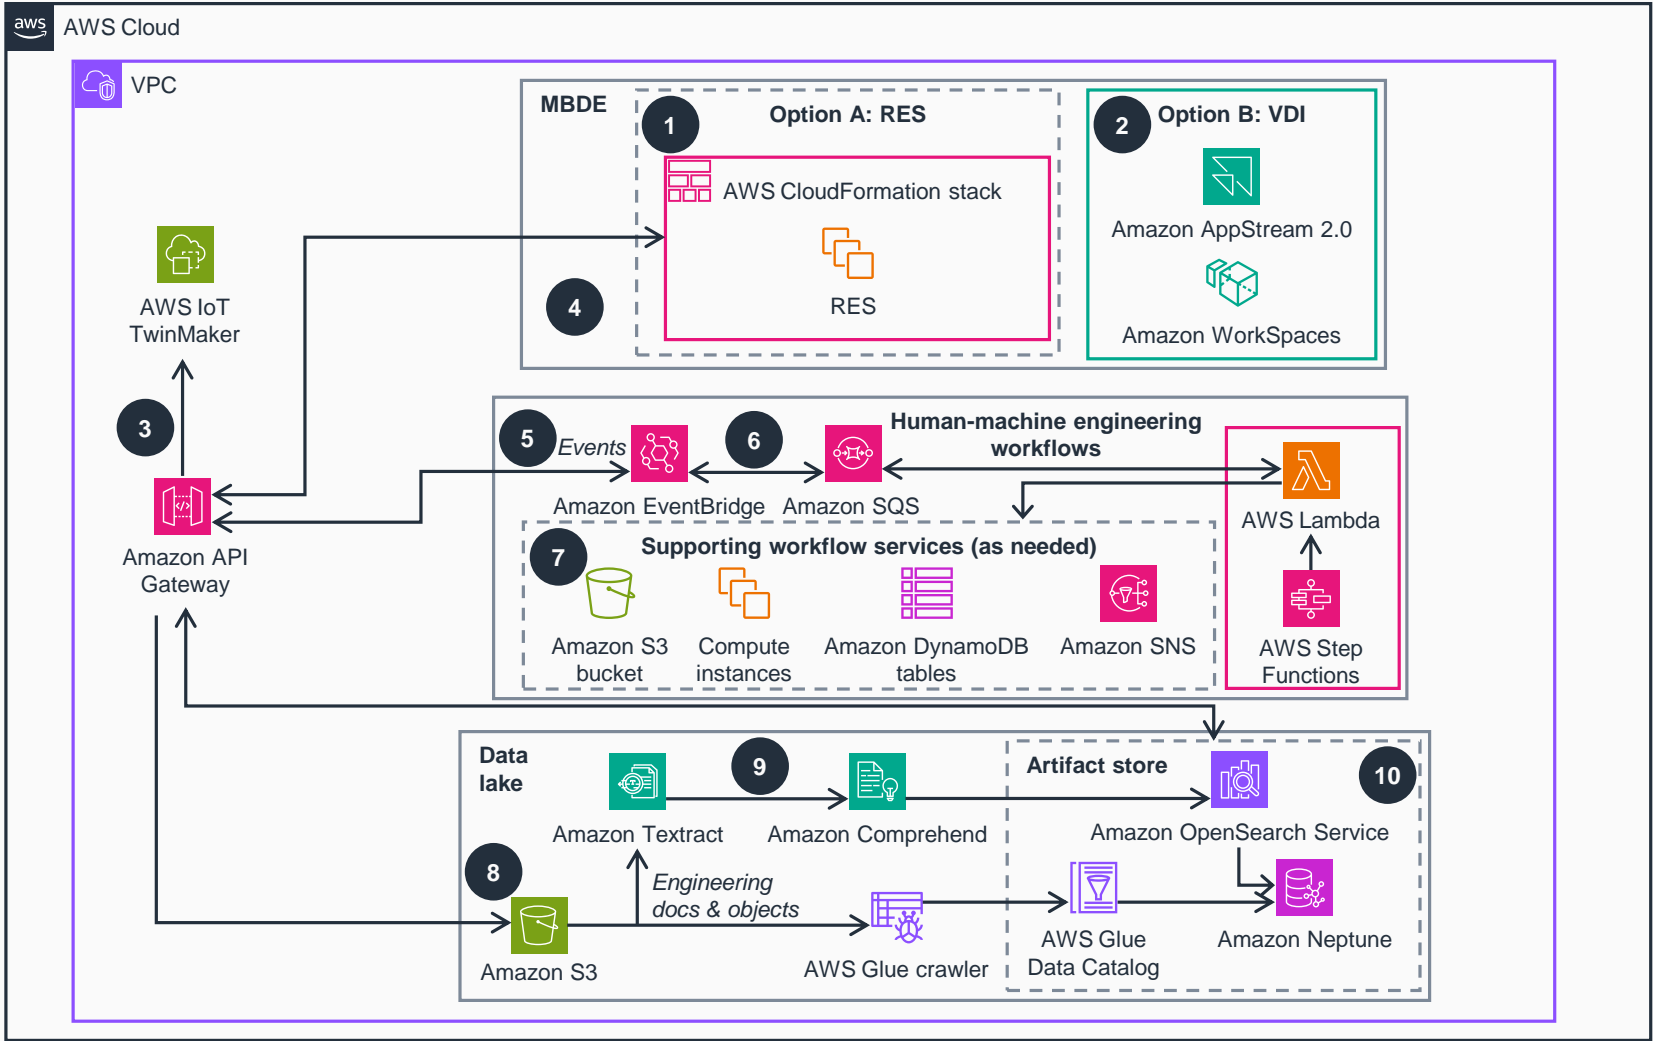 aws
AWS Cloud
VPC
MBDE
1
Option A: RES
AWS CloudFormation stack
RES
2
Option B: VDI
Amazon AppStream 2.0
Amazon WorkSpaces
4
AWS IoT
TwinMaker
3
Amazon API
Gateway
5
Events
Amazon EventBridge
6
Amazon SQS
Human-machine engineering
workflows
AWS Lambda
AWS Step
Functions
7
Supporting workflow services (as needed)
Amazon S3
bucket
Compute
instances
Amazon DynamoDB
tables
Amazon SNS
Data
lake
Amazon Textract
9
Amazon Comprehend
Artifact store
10
Amazon OpenSearch Service
8
Engineering
docs & objects
Amazon S3
AWS Glue crawler
AWS Glue
Data Catalog
Amazon Neptune